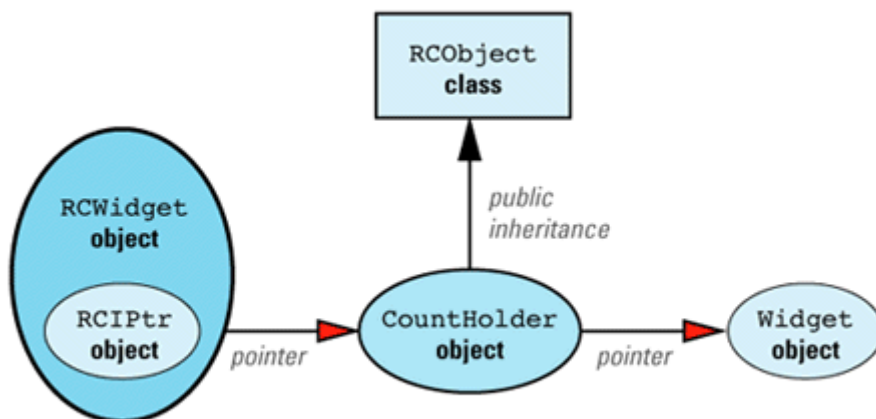 RCObject
class
RCWidget
object
public
inheritance
RCIPtr
object
pointer
CountHolder
object
pointer
Widget
object